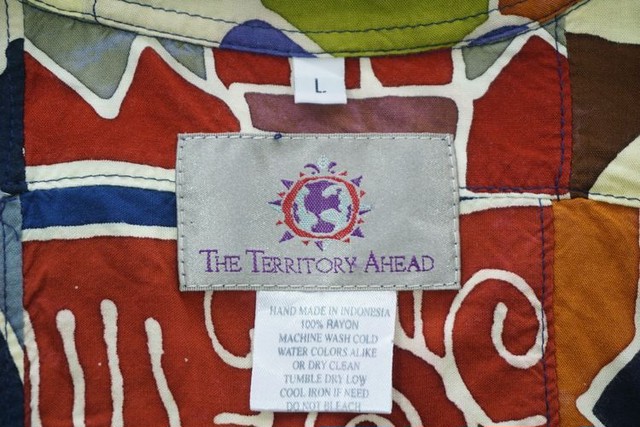 L
THE TERRITORY AHEAD
HAND MADE IN INDONESIA
100% RAYON
MACHINE WASH COLD
WATER COLORS ALIKE
OR DRY CLEAN
TUMBLE DRY LOW
COOL IRON IF NEED
DO NOT BLEACH